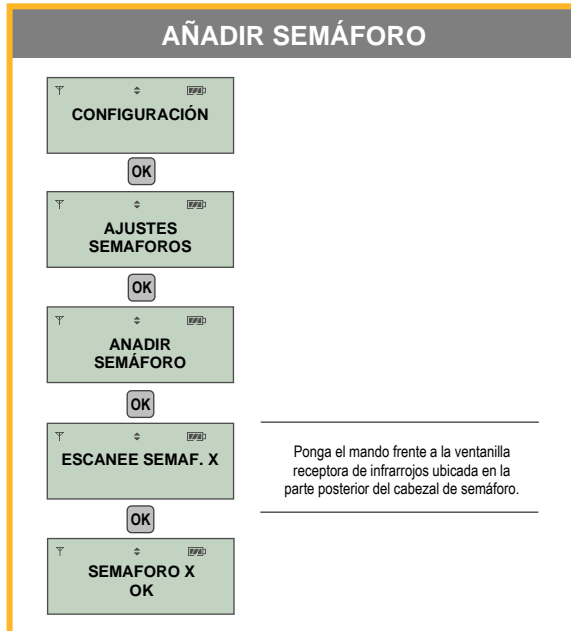 AÑADIR SEMÁFORO
CONFIGURACIÓN
OK
AJUSTES
SEMAFOROS
OK
ANADIR
SEMÁFORO
OK
ESCANEE SEMAF. X
Ponga el mando frente a la ventanilla
receptora de infrarrojos ubicada en la
parte posterior del cabezal de semáforo.
OK
SEMAFORO X
OK